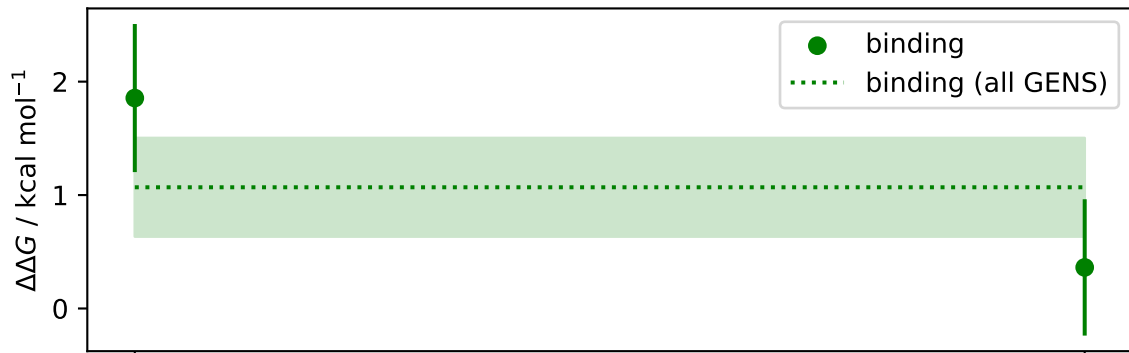 binding
binding (all GENS)
ΔΔG / kcal mol⁻¹
2
1
0